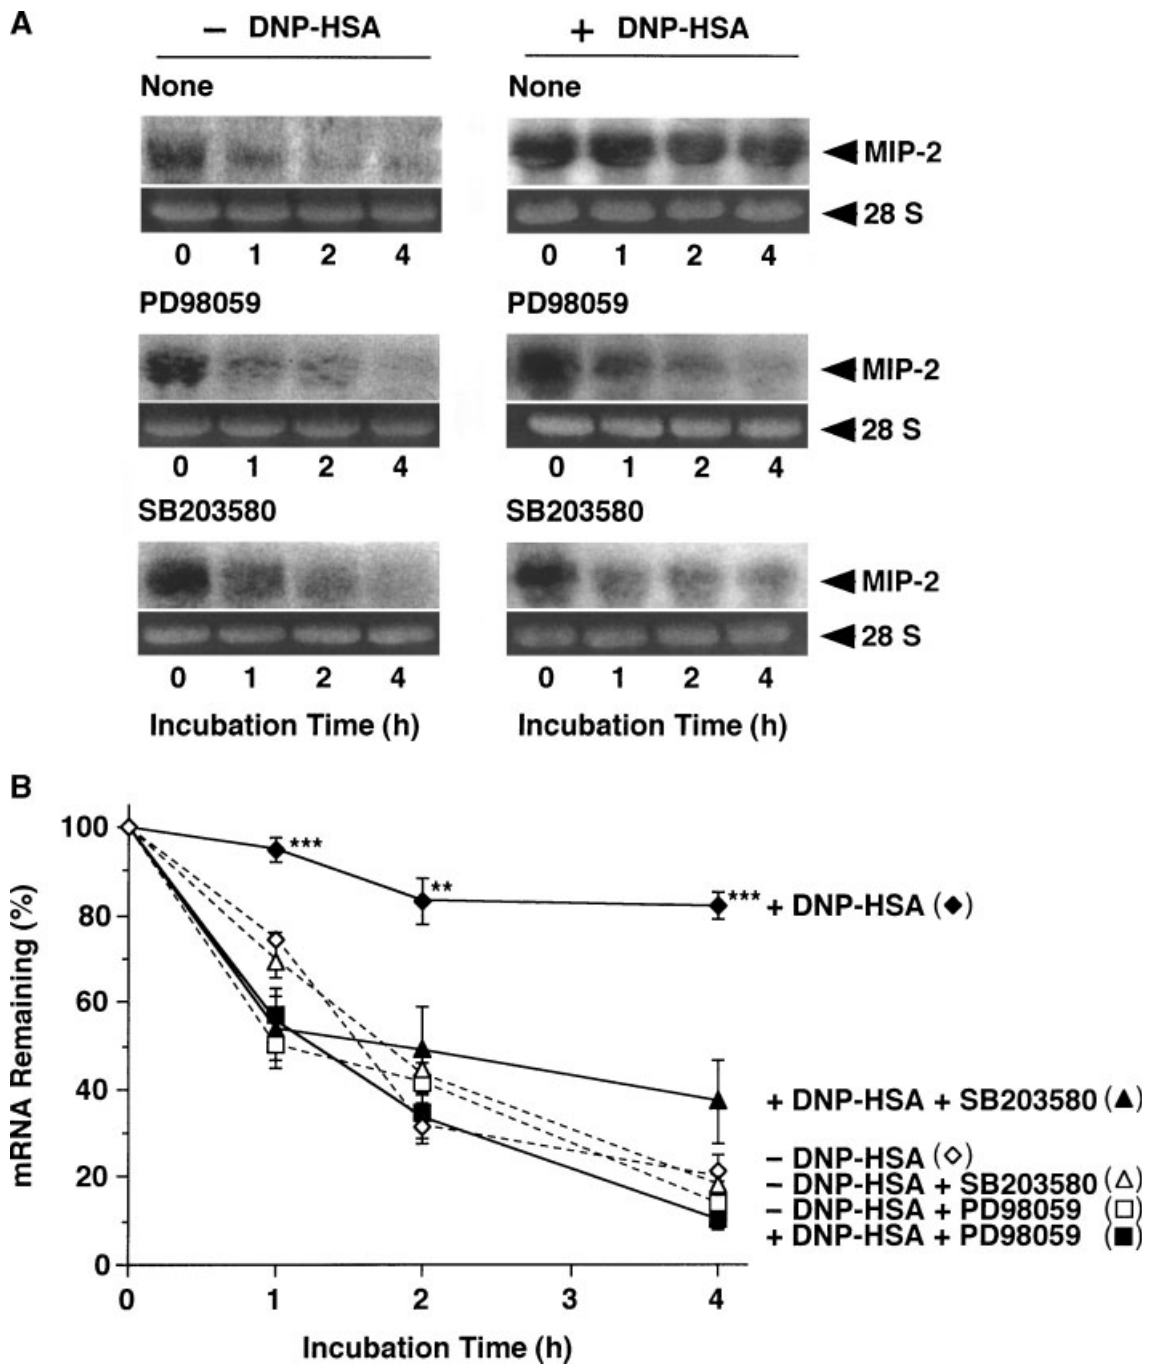 A
− DNP-HSA
+ DNP-HSA
None
None
MIP-2
28 S
0 1 2 4
0 1 2 4
PD98059
PD98059
MIP-2
28 S
0 1 2 4
0 1 2 4
SB203580
SB203580
MIP-2
28 S
0 1 2 4
0 1 2 4
Incubation Time (h)
Incubation Time (h)
B
mRNA Remaining (%)
100
80
60
40
20
0
***
**
***
+ DNP-HSA (◆)
+ DNP-HSA + SB203580 (▲)
− DNP-HSA (◇)
− DNP-HSA + SB203580 (△)
− DNP-HSA + PD98059 (□)
+ DNP-HSA + PD98059 (■)
0 1 2 3 4
Incubation Time (h)